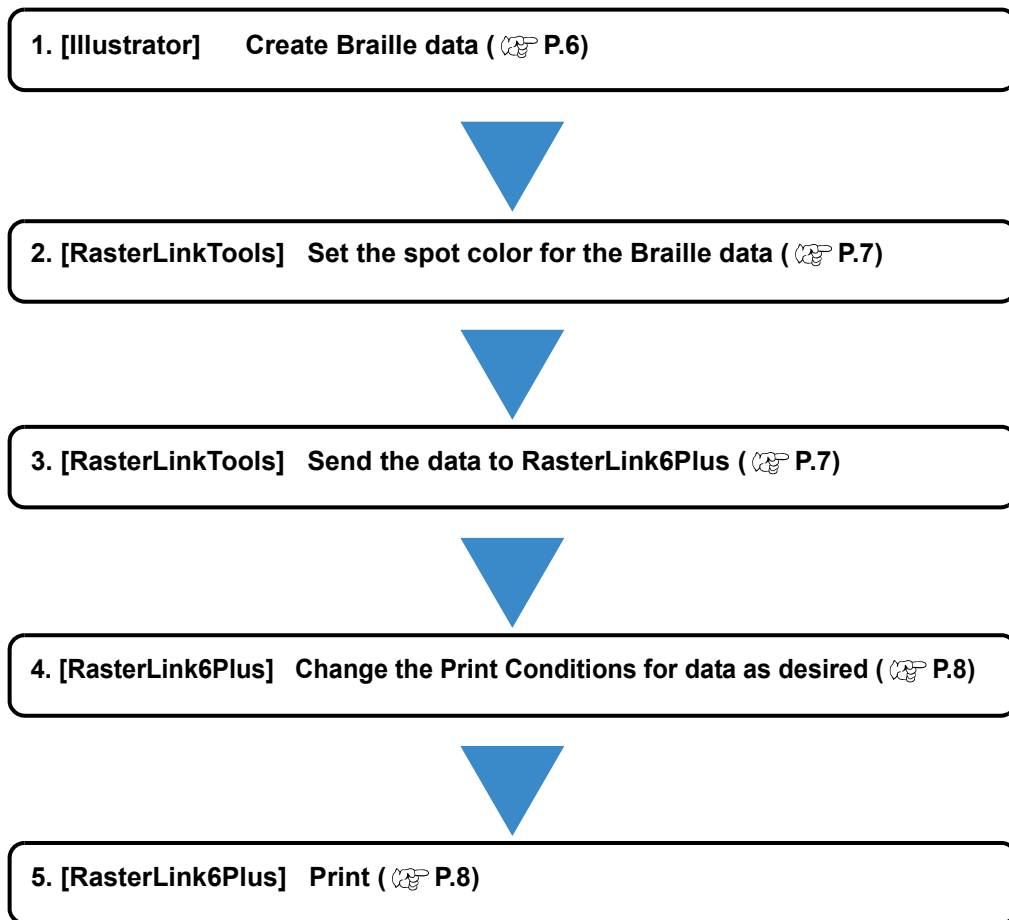 1. [Illustrator] Create Braille data ( P.6)
2. [RasterLinkTools] Set the spot color for the Braille data ( P.7)
3. [RasterLinkTools] Send the data to RasterLink6Plus ( P.7)
4. [RasterLink6Plus] Change the Print Conditions for data as desired ( P.8)
5. [RasterLink6Plus] Print ( P.8)